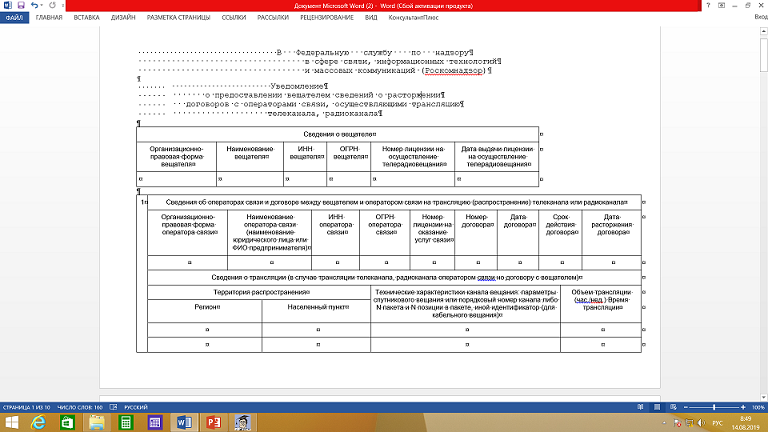 Документ Microsoft Word (2) - Word (Сбой активации продукта)
ФАЙЛ ГЛАВНАЯ ВСТАВКА ДИЗАЙН РАЗМЕТКА СТРАНИЦЫ ССЫЛКИ РАССЫЛКИ РЕЦЕНЗИРОВАНИЕ ВИД КонсультантПлюс Вход
В Федеральную службу по надзору
в сфере связи, информационных технологий
и массовых коммуникаций (Роскомнадзор)
Уведомление
о предоставлении вещателем сведений о расторжении
договоров с операторами связи, осуществляющими трансляцию
телеканала, радиоканала
Сведения о вещателе
Организационно-правовая форма вещателя
Наименование вещателя
ИНН вещателя
ОГРН вещателя
Номер лицензии на осуществление телерадиовещания
Дата выдачи лицензии на осуществление телерадиовещания
1 Сведения об операторах связи и договоре между вещателем и оператором связи на трансляцию (распространение) телеканала или радиоканала
Организационно-правовая форма оператора связи
Наименование оператора связи (наименование юридического лица или ФИО предпринимателя)
ИНН оператора связи
ОГРН оператора связи
Номер лицензии на оказание услуг связи
Номер договора
Дата договора
Срок действия договора
Дата расторжения договора
Сведения о трансляции (в случае трансляции телеканала, радиоканала оператором связи по договору с вещателем)
Территория распространения
Технические характеристики канала вещания: параметры спутникового вещания или порядковый номер канала либо N пакета и N позиции в пакете, иной идентификатор (для кабельного вещания)
Объем трансляции (час./нед.) Время трансляции
Регион
Населенный пункт
СТРАНИЦА 1 ИЗ 10 ЧИСЛО СЛОВ: 160 РУССКИЙ 100%
РУС
8:49
14.08.2019